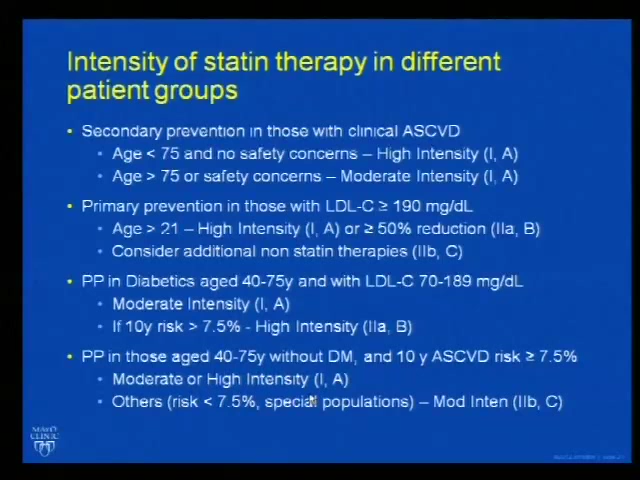 Intensity of statin therapy in different
patient groups
• Secondary prevention in those with clinical ASCVD
• Age < 75 and no safety concerns – High Intensity (I, A)
• Age > 75 or safety concerns – Moderate Intensity (I, A)
• Primary prevention in those with LDL-C ≥ 190 mg/dL
• Age > 21 – High Intensity (I, A) or ≥ 50% reduction (IIa, B)
• Consider additional non statin therapies (IIb, C)
• PP in Diabetics aged 40-75y and with LDL-C 70-189 mg/dL
• Moderate Intensity (I, A)
• If 10y risk > 7.5% - High Intensity (IIa, B)
• PP in those aged 40-75y without DM, and 10 y ASCVD risk ≥ 7.5%
• Moderate or High Intensity (I, A)
• Others (risk < 7.5%, special populations) – Mod Inten (IIb, C)
MAYO
CLINIC